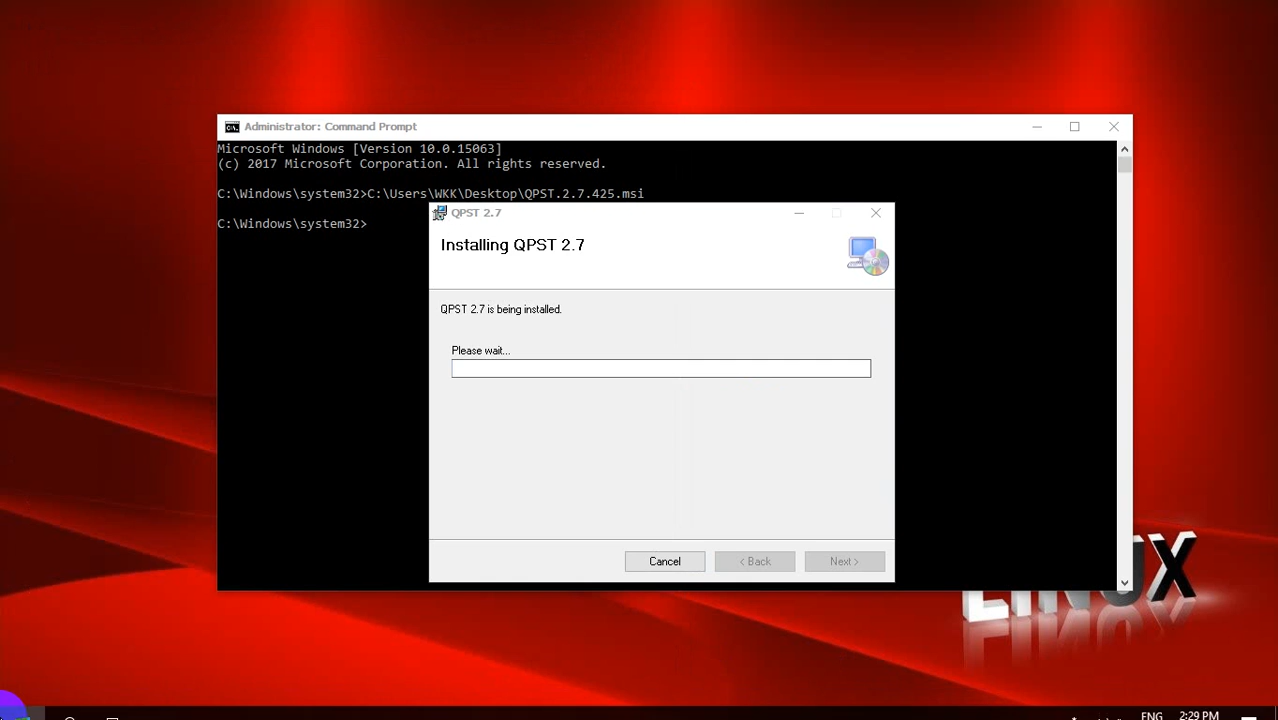 Administrator: Command Prompt
Microsoft Windows [Version 10.0.15063]
(c) 2017 Microsoft Corporation. All rights reserved.
C:\Windows\system32>C:\Users\WKK\Desktop\QPST.2.7.425.msi
C:\Windows\system32>
QPST 2.7
Installing QPST 2.7
QPST 2.7 is being installed.
Please wait...
Cancel
< Back
Next >
LINUX
ENG
2:29 PM